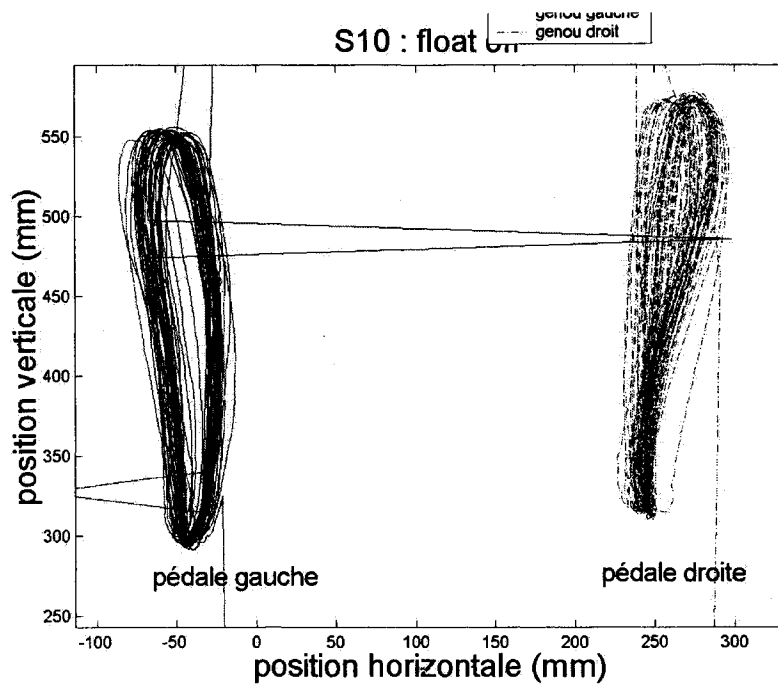 genou gauche
genou droit
S10 : float on
position verticale (mm)
550
500
450
400
350
300
250
pédale gauche
pédale droite
-100
-50
0
50
100
150
200
250
300
position horizontale (mm)